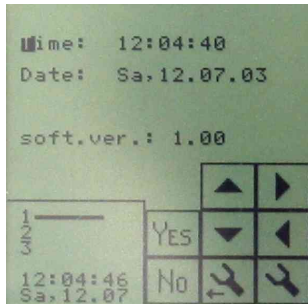 Time: 12:04:40
Date: Sa,12.07.03
soft.ver.: 1.00
1
2
3
YES
12:04:46
Sa,12.07
No